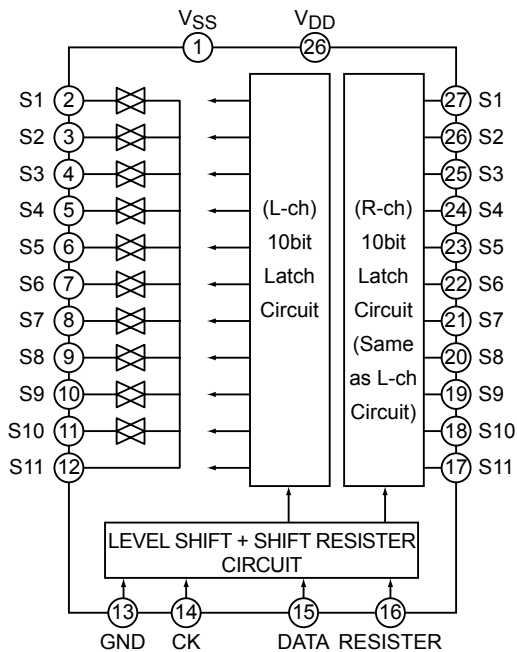 VSS VDD
1 26
S1 2 27 S1
S2 3 26 S2
S3 4 25 S3
S4 5 24 S4
S5 6 23 S5
S6 7 22 S6
S7 8 21 S7
S8 9 20 S8
S9 10 19 S9
S10 11 18 S10
S11 12 17 S11
(L-ch)
10bit
Latch
Circuit
(R-ch)
10bit
Latch
Circuit
(Same
as L-ch
Circuit)
LEVEL SHIFT + SHIFT RESISTER
CIRCUIT
13 14 15 16
GND CK DATA RESISTER